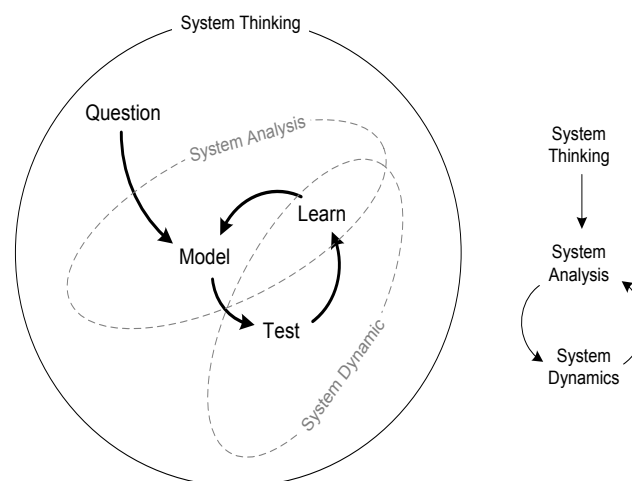 System Thinking
Question
System Analysis
Learn
Model
Test
System Dynamic
System
Thinking
System
Analysis
System
Dynamics